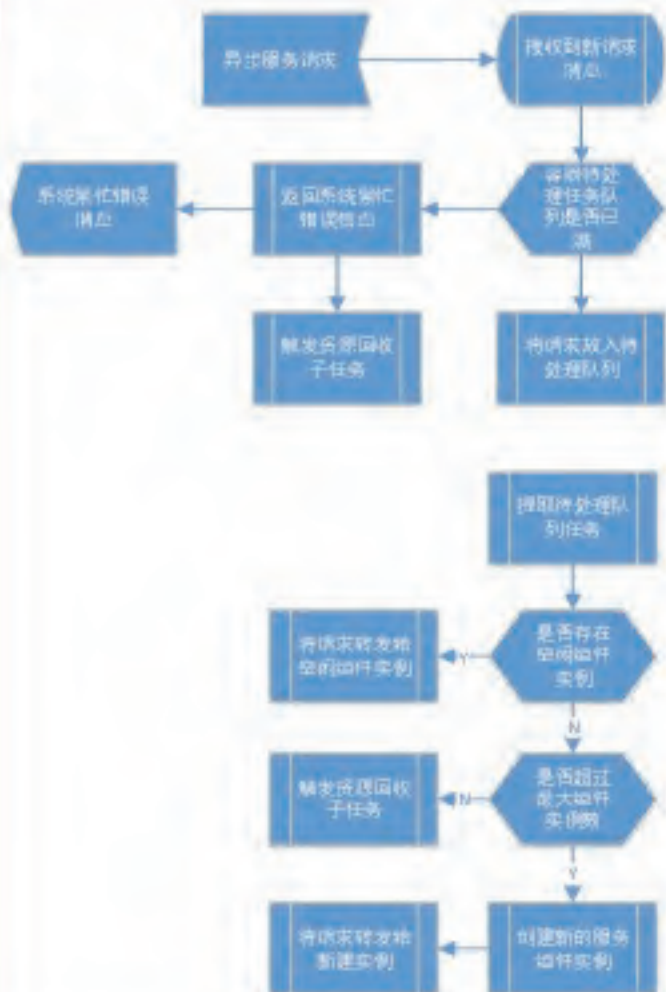 异步服务请求
接收到新请求
消息
系统繁忙错误
消息
返回系统繁忙
错误信息
容器待处
理任务队
列是否已
满
触发资源回收
子任务
将请求放入待
处理队列
提取待处理队
列任务
将请求转发给
空闲组件实例
Y
是否存在
空闲组件
实例
N
触发资源回收
子任务
N
是否超过
最大组件
实例数
Y
将请求转发给
新建实例
创建新的服务
组件实例